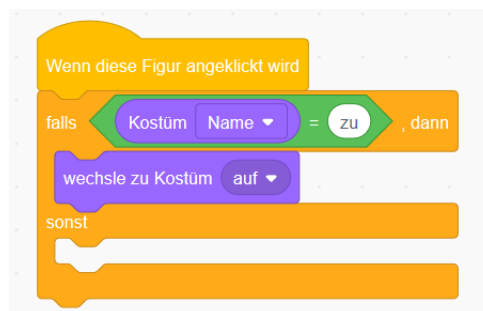 Wenn diese Figur angeklickt wird
falls Kostüm Name = zu , dann
wechsle zu Kostüm auf
sonst